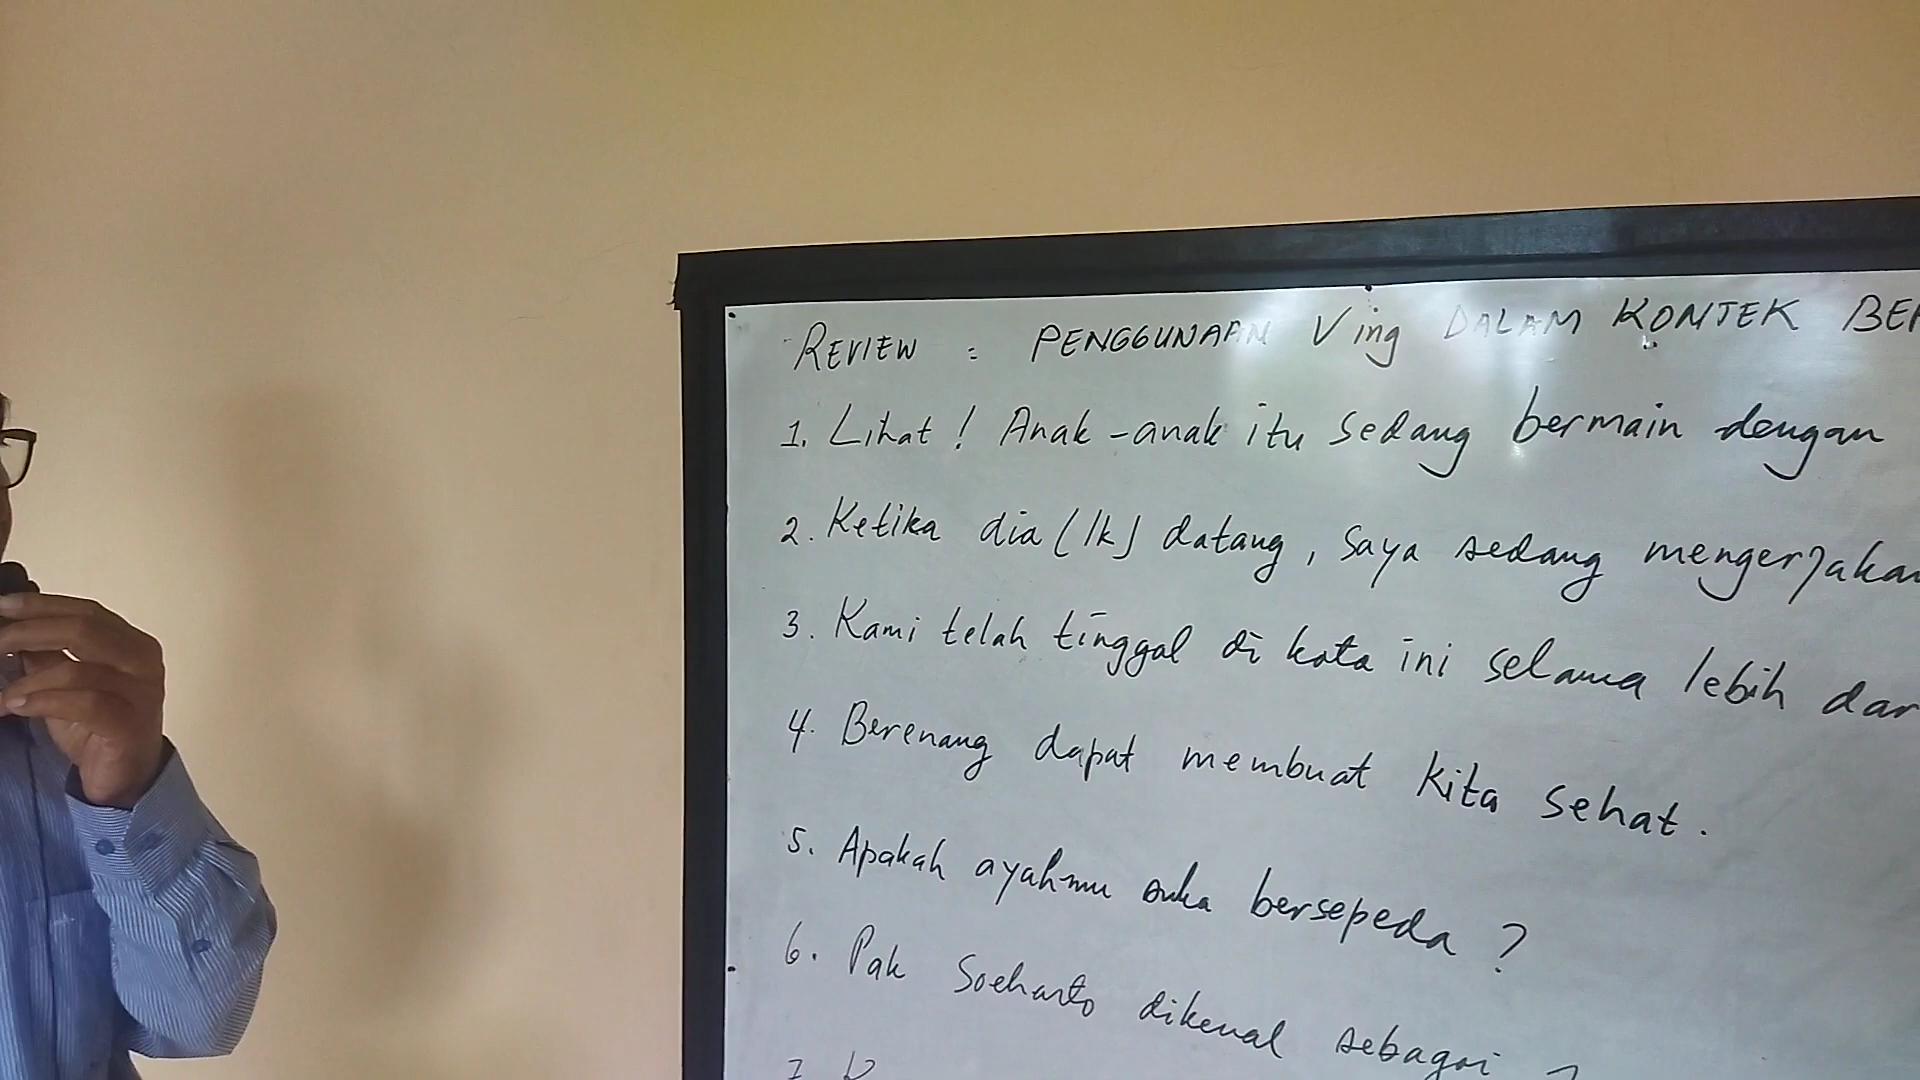 REVIEW : PENGGUNAAN Ving DALAM KONTEK
1. Lihat! Anak-anak itu sedang bermain dengan
2. Ketika dia (lk) datang, saya sedang mengerjakan
3. Kami telah tinggal di kota ini selama lebih dar
4. Berenang dapat membuat kita sehat.
5. Apakah ayahmu suka bersepeda?
6. Pak Soeharto dikenal sebagai